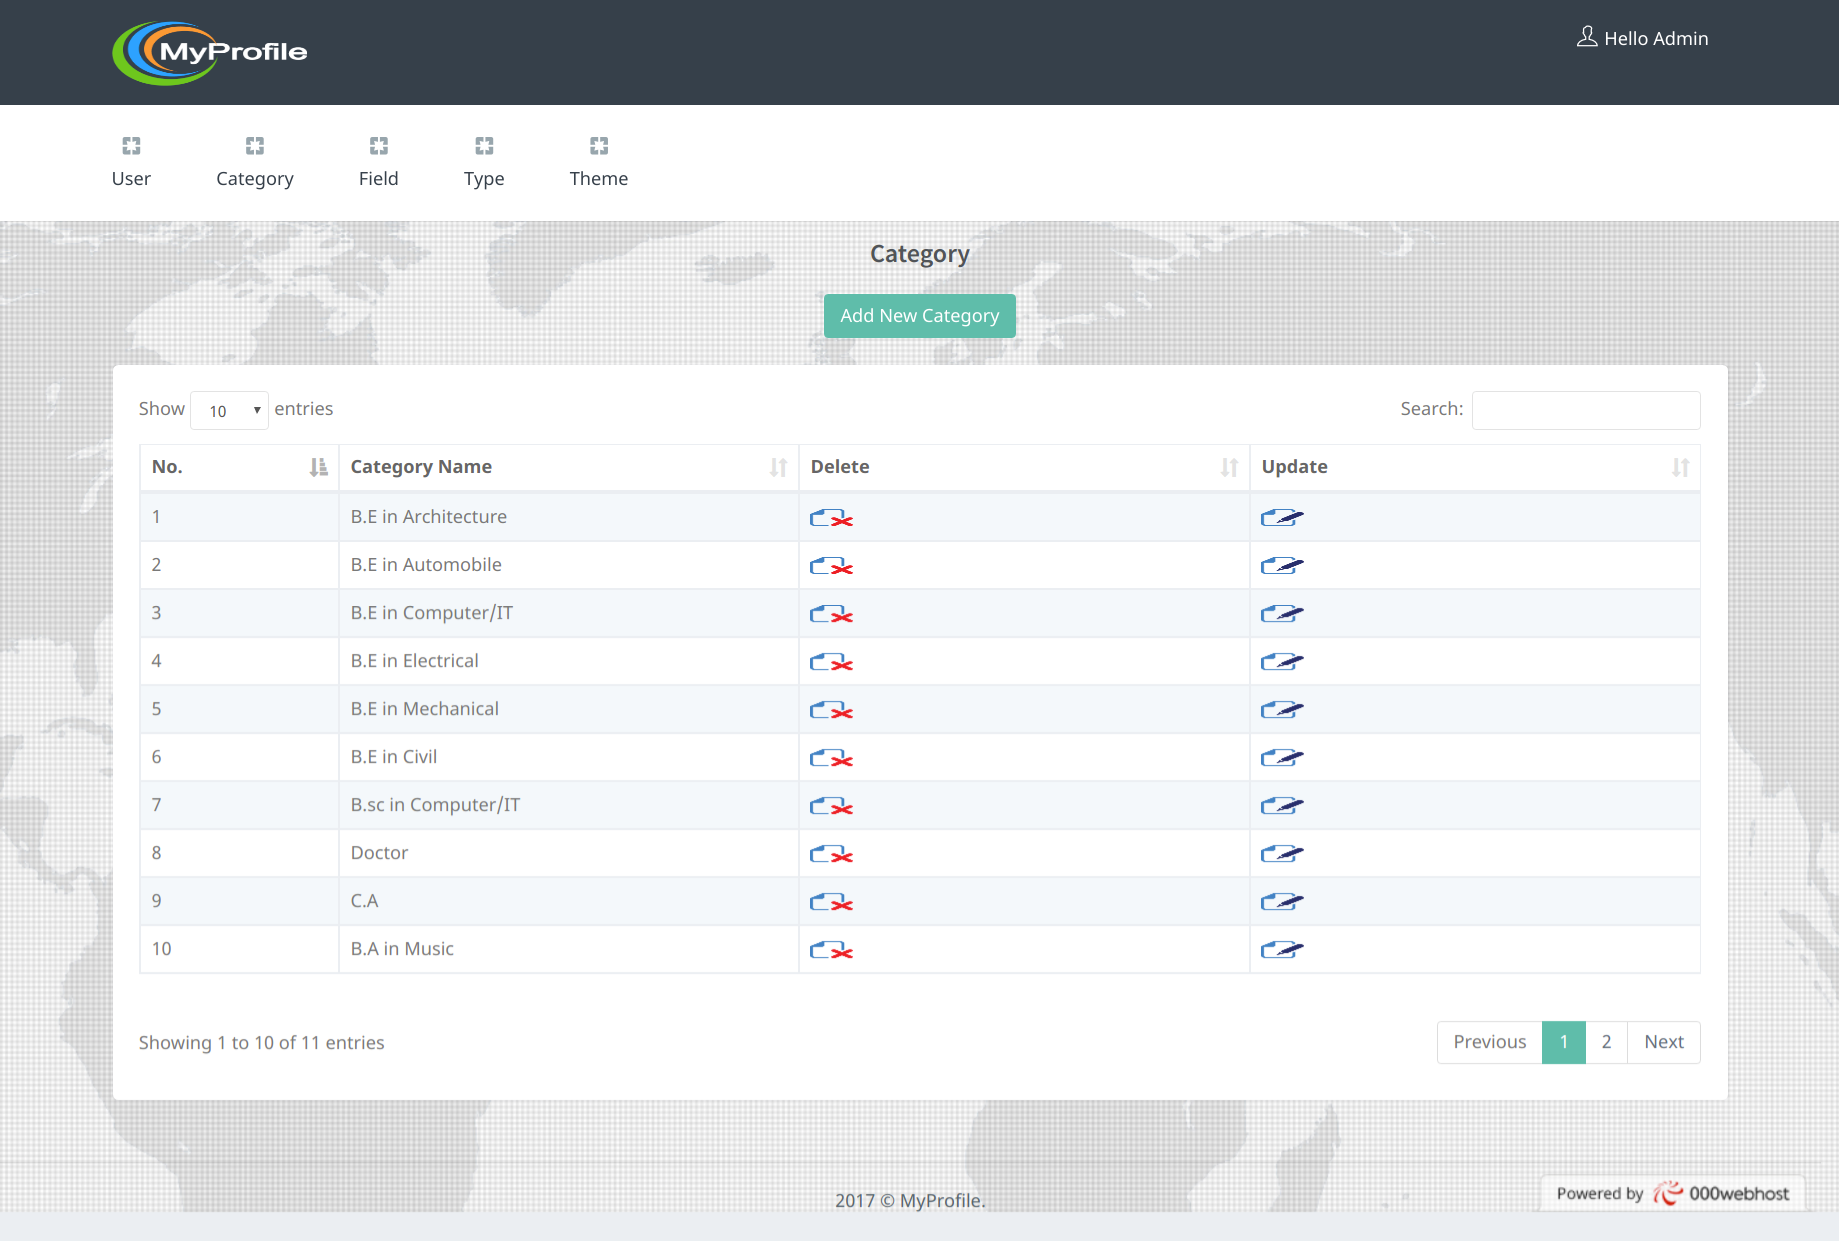 MyProfile
Hello Admin
User Category Field Type Theme
Category
Add New Category
Show 10 entries Search:
No. Category Name Delete Update
1 B.E in Architecture
2 B.E in Automobile
3 B.E in Computer/IT
4 B.E in Electrical
5 B.E in Mechanical
6 B.E in Civil
7 B.sc in Computer/IT
8 Doctor
9 C.A
10 B.A in Music
Showing 1 to 10 of 11 entries Previous 1 2 Next
2017 © MyProfile.
Powered by 000webhost